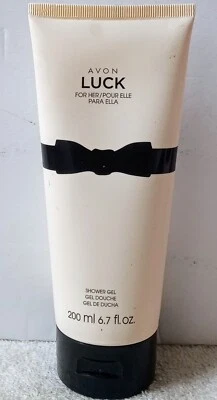 AVON
LUCK
FOR HER/POUR ELLE
PARA ELLA
SHOWER GEL
GEL DOUCHE
GEL DE DUCHA
200 ml 6.7 fl.oz.